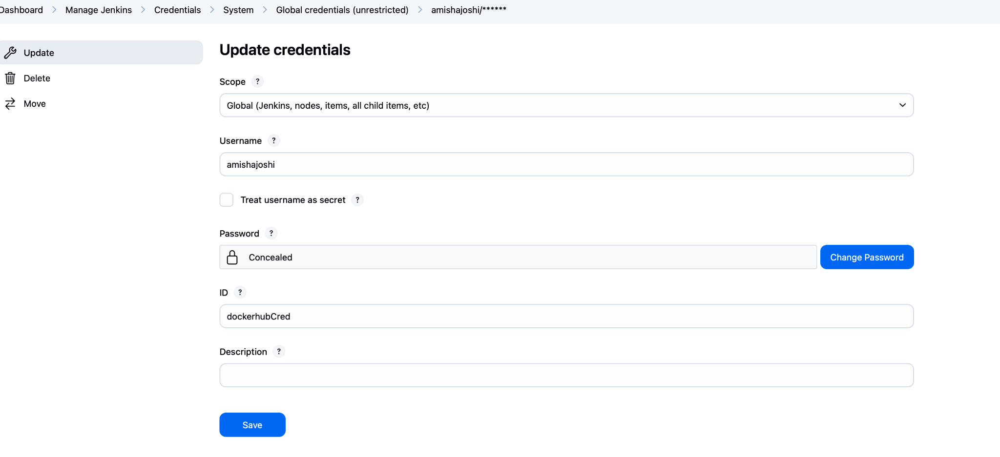 Dashboard > Manage Jenkins > Credentials > System > Global credentials (unrestricted) > amishajoshi/******
Update
Delete
Move
Update credentials
Scope ?
Global (Jenkins, nodes, items, all child items, etc)
Username ?
amishajoshi
Treat username as secret ?
Password ?
Concealed
Change Password
ID ?
dockerhubCred
Description ?
Save